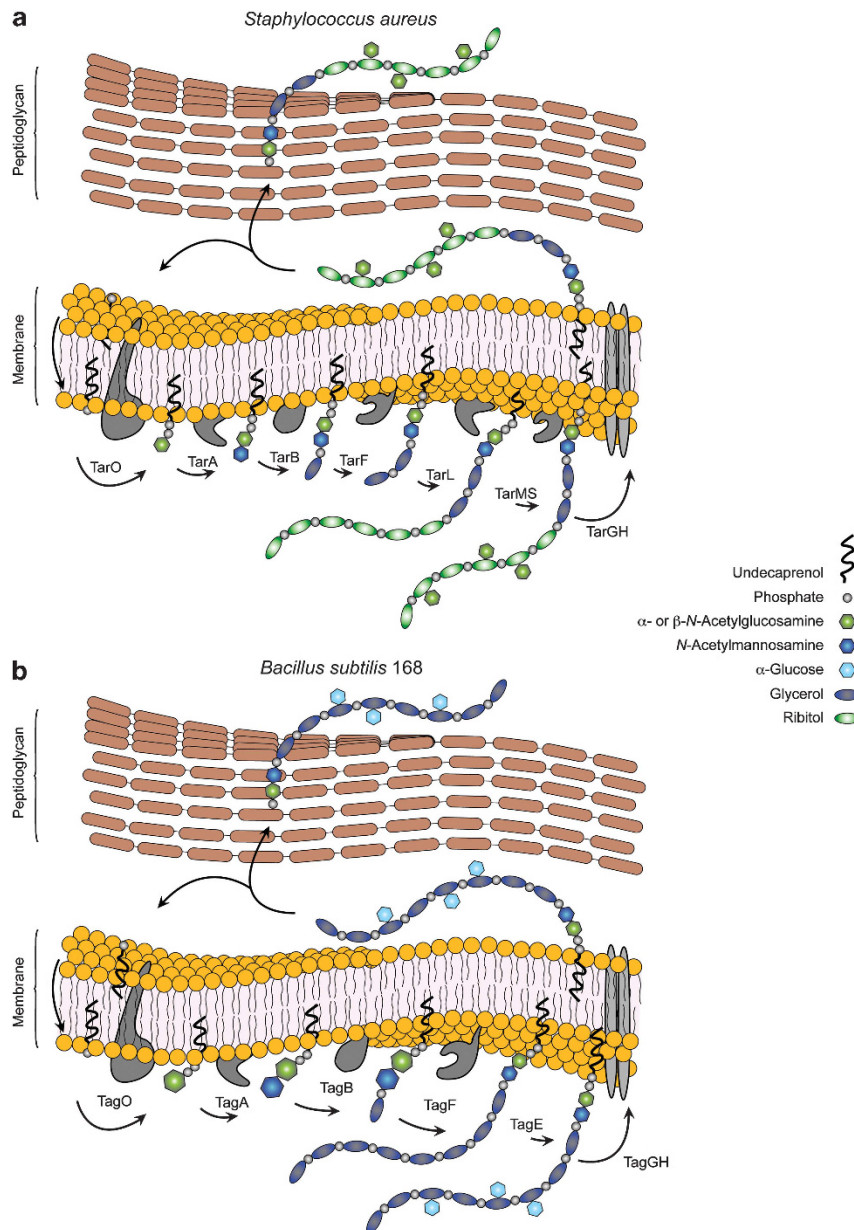 a
Staphylococcus aureus
Peptidoglycan
Membrane
TarO
TarA
TarB
TarF
TarL
TarMS
TarGH
Undecaprenol
Phosphate
α- or β-N-Acetylglucosamine
N-Acetylmannosamine
α-Glucose
Glycerol
Ribitol
b
Bacillus subtilis 168
Peptidoglycan
Membrane
TagO
TagA
TagB
TagF
TagE
TagGH